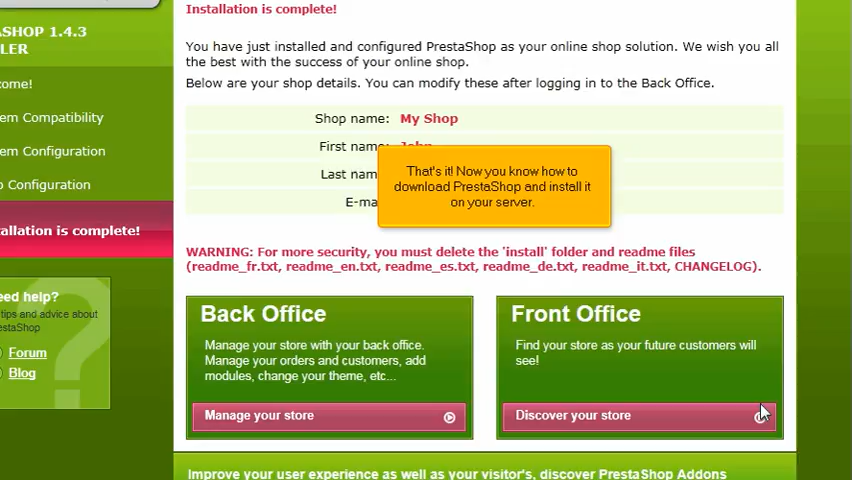 Installation is complete!
SHOP 1.4.3
LER
ome!
You have just installed and configured PrestaShop as your online shop solution. We wish you all
the best with the success of your online shop.
Below are your shop details. You can modify these after logging in to the Back Office.
em Compatibility
em Configuration
Configuration
allation is complete!
Shop name: My Shop
First name: John
Last nam
E-ma
That's it! Now you know how to
download PrestaShop and install it
on your server.
WARNING: For more security, you must delete the 'install' folder and readme files
(readme_fr.txt, readme_en.txt, readme_es.txt, readme_de.txt, readme_it.txt, CHANGELOG).
eed help?
tips and advice about
estaShop
Forum
Blog
Back Office
Manage your store with your back office.
Manage your orders and customers, add
modules, change your theme, etc...
Manage your store
Front Office
Find your store as your future customers will
see!
Discover your store
Improve your user experience as well as your visitor's, discover PrestaShop Addons